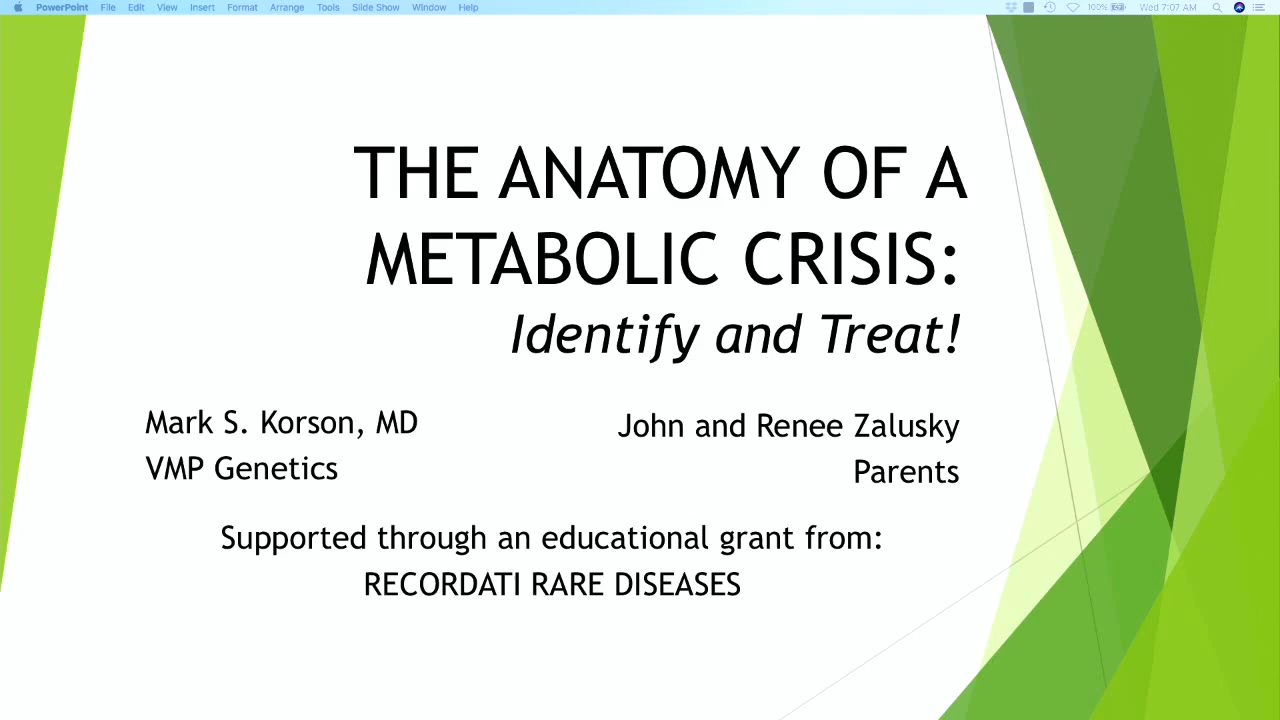 PowerPoint File Edit View Insert Format Arrange Tools Slide Show Window Help 100% Wed 7:07 AM
THE ANATOMY OF A
METABOLIC CRISIS:
Identify and Treat!
Mark S. Korson, MD
VMP Genetics
John and Renee Zalusky
Parents
Supported through an educational grant from:
RECORDATI RARE DISEASES